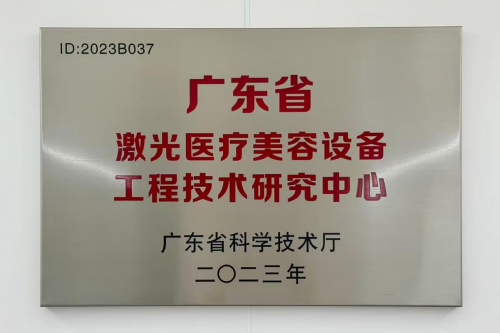 ID:2023B037
广东省
激光医疗美容设备
工程技术研究中心
广东省科学技术厅
二〇二三年